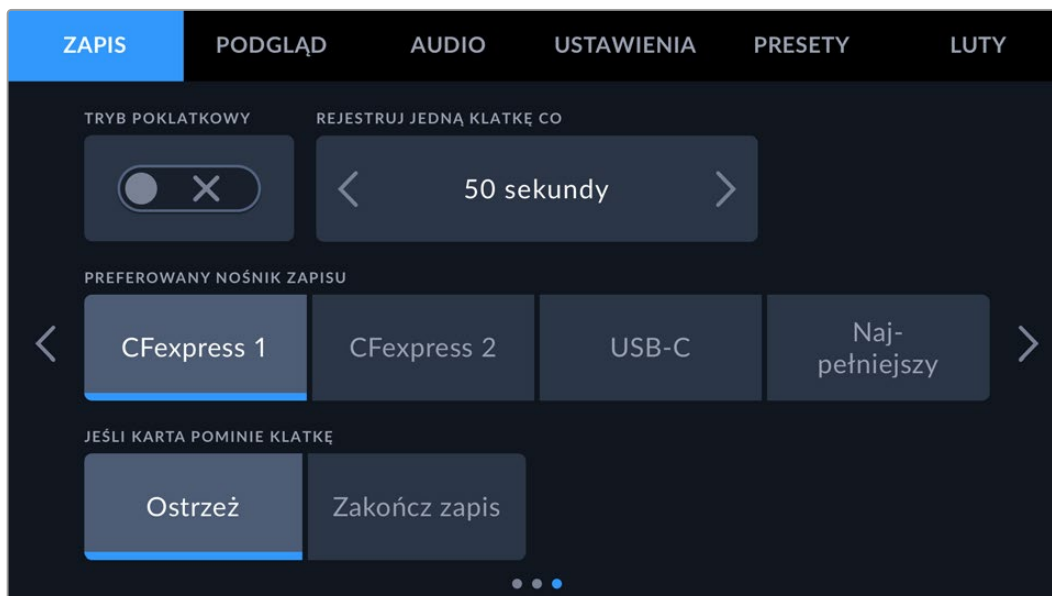 ZAPIS PODGLĄD AUDIO USTAWIENIA PRESETY LUTY
TRYB POKLATKOWY REJESTRUJ JEDNĄ KLATKĘ CO
50 sekundy
PREFEROWANY NOŚNIK ZAPISU
CFexpress 1 CFexpress 2 USB-C Naj-
pełniejszy
JEŚLI KARTA POMINIE KLATKĘ
Ostrzeż Zakończ zapis